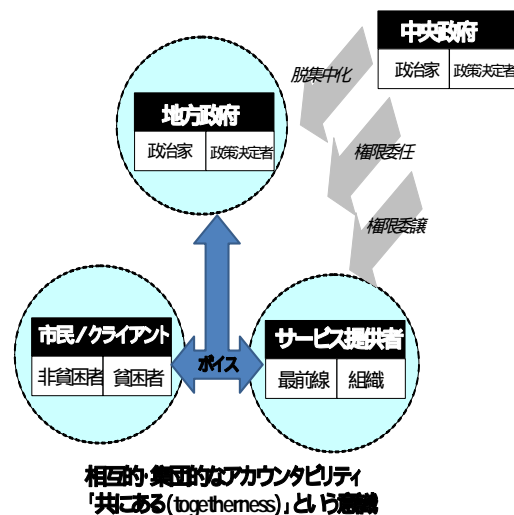 中央政府
政治家 政策決定者
脱集中化
地方政府
政治家 政策決定者
権限委任
権限委譲
市民/クライアント
非貧困者 貧困者
ボイス
サービス提供者
最前線 組織
相互的・集団的なアカウンタビリティ
「共にある(togetherness)」という意識